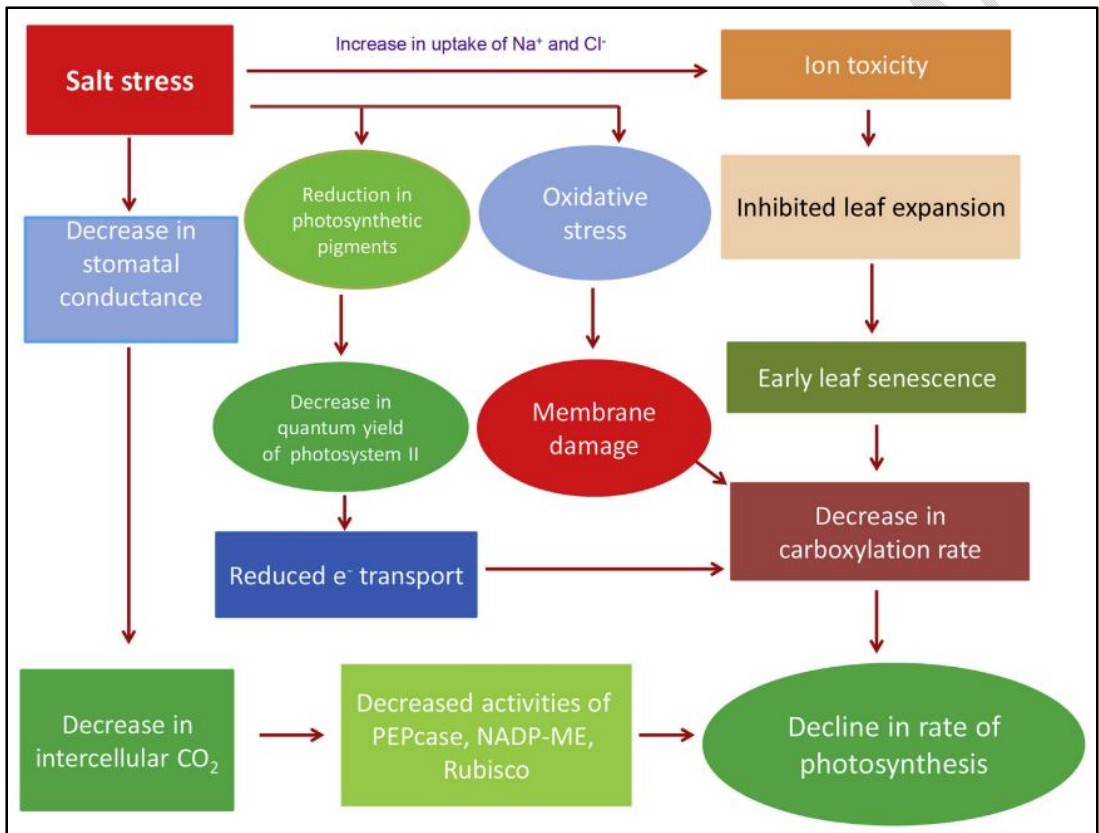 Increase in uptake of Na⁺ and Cl⁻
Salt stress
Ion toxicity
Reduction in
photosynthetic
pigments
Oxidative
stress
Inhibited leaf expansion
Decrease in
stomatal
conductance
Early leaf senescence
Decrease in
quantum yield
of photosystem II
Membrane
damage
Decrease in
carboxylation rate
Reduced e⁻ transport
Decrease in
intercellular CO₂
Decreased activities of
PEPcase, NADP-ME,
Rubisco
Decline in rate of
photosynthesis